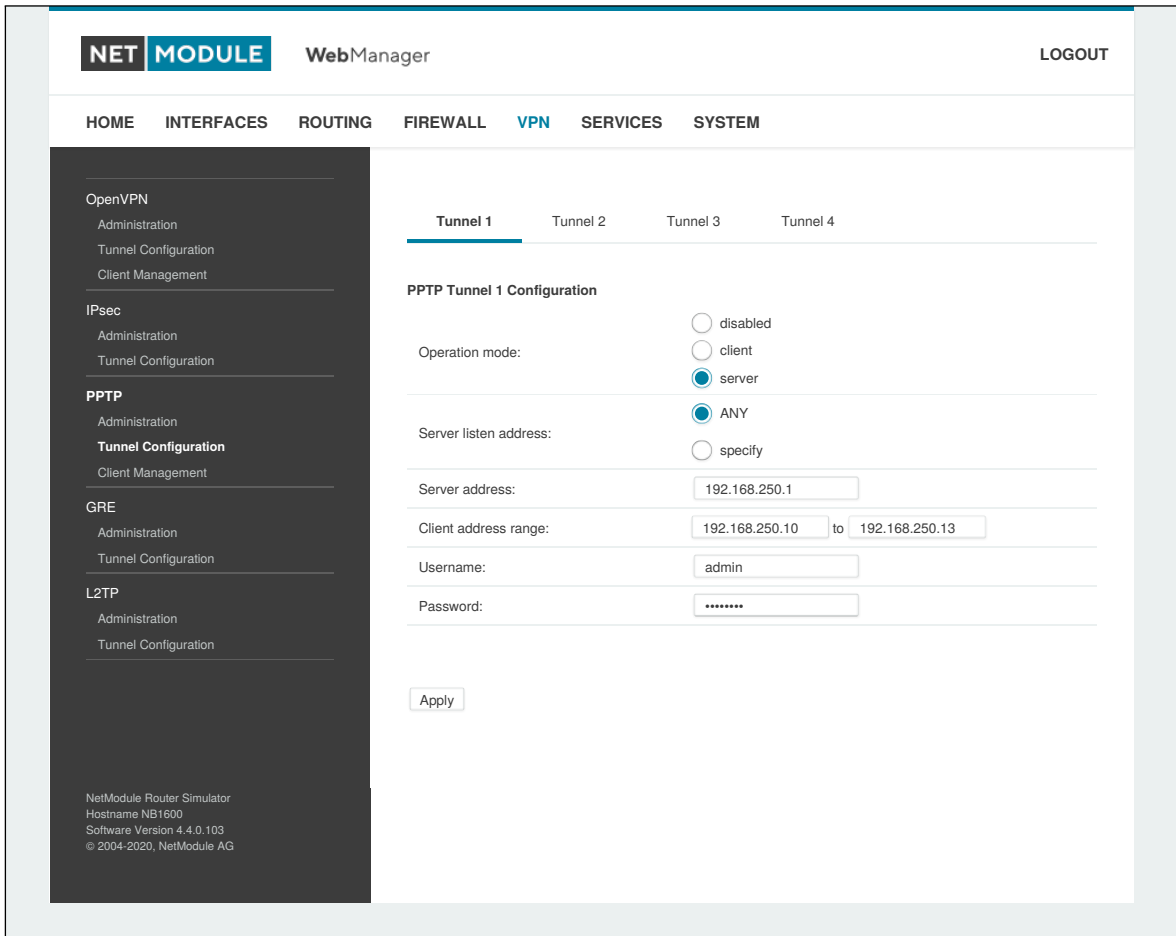 NET MODULE WebManager LOGOUT
HOME INTERFACES ROUTING FIREWALL VPN SERVICES SYSTEM
OpenVPN
Administration
Tunnel Configuration
Client Management
IPsec
Administration
Tunnel Configuration
PPTP
Administration
Tunnel Configuration
Client Management
GRE
Administration
Tunnel Configuration
L2TP
Administration
Tunnel Configuration
NetModule Router Simulator
Hostname NB1600
Software Version 4.4.0.103
© 2004-2020, NetModule AG
Tunnel 1 Tunnel 2 Tunnel 3 Tunnel 4
PPTP Tunnel 1 Configuration
Operation mode:
disabled
client
server
Server listen address:
ANY
specify
Server address: 192.168.250.1
Client address range: 192.168.250.10 to 192.168.250.13
Username: admin
Password: ••••••••
Apply